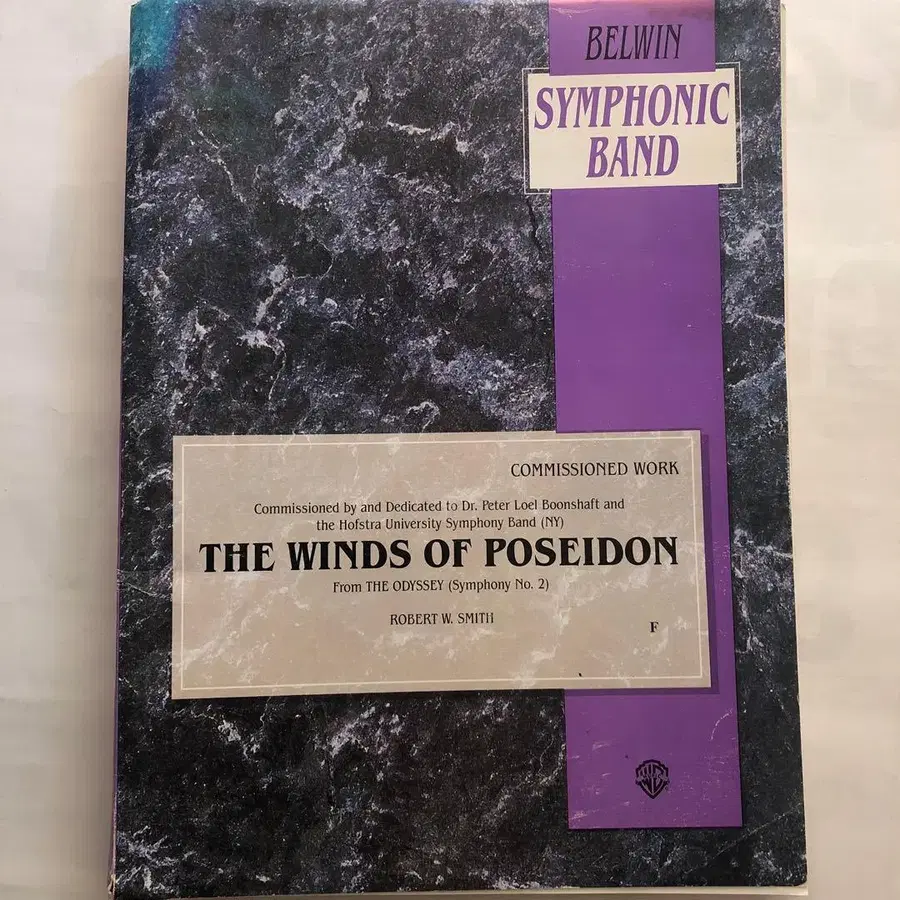 BELWIN
SYMPHONIC
BAND
COMMISSIONED WORK
Commissioned by and Dedicated to Dr. Peter Loel Boonshaft and
the Hofstra University Symphony Band (NY)
THE WINDS OF POSEIDON
From THE ODYSSEY (Symphony No. 2)
ROBERT W. SMITH
F
WB